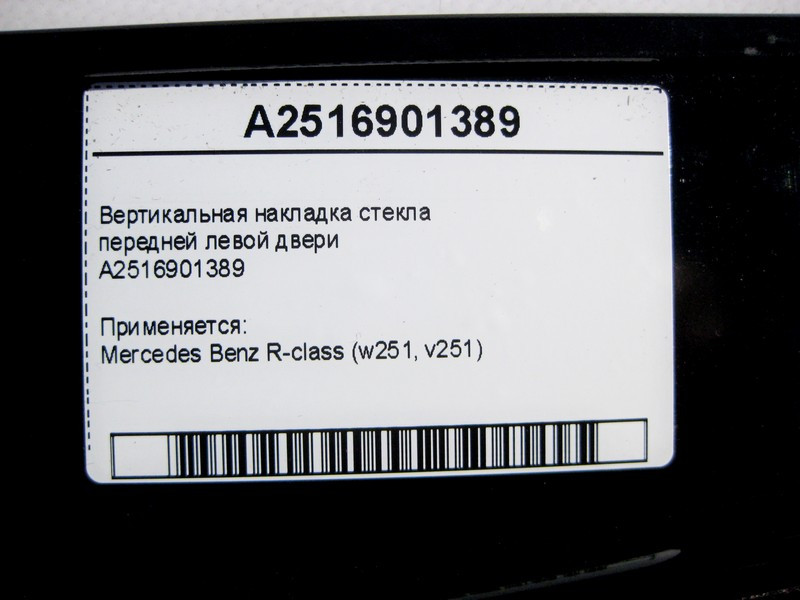 A2516901389
Вертикальная накладка стекла
передней левой двери
A2516901389
Применяется:
Mercedes Benz R-class (w251, v251)